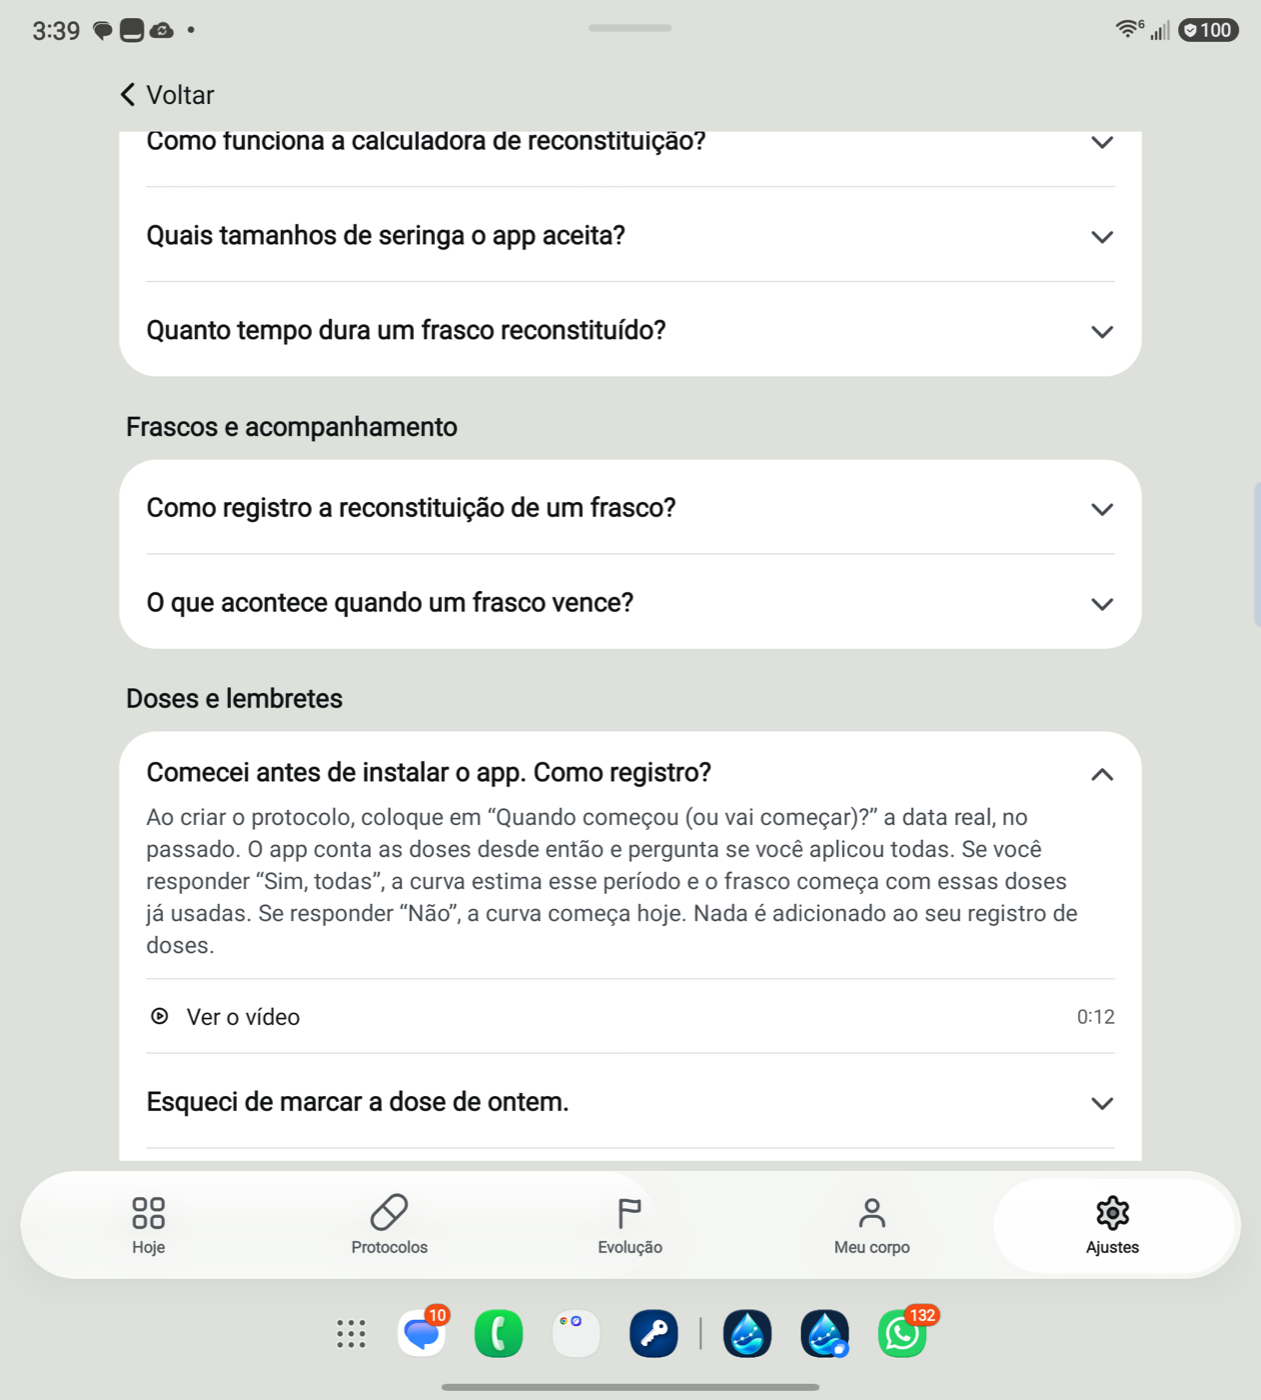 3:39
6
100
Voltar
Como funciona a calculadora de reconstituição?
Quais tamanhos de seringa o app aceita?
Quanto tempo dura um frasco reconstituído?
Frascos e acompanhamento
Como registro a reconstituição de um frasco?
O que acontece quando um frasco vence?
Doses e lembretes
Comecei antes de instalar o app. Como registro?
Ao criar o protocolo, coloque em “Quando começou (ou vai começar)?” a data real, no
passado. O app conta as doses desde então e pergunta se você aplicou todas. Se você
responder “Sim, todas”, a curva estima esse período e o frasco começa com essas doses
já usadas. Se responder “Não”, a curva começa hoje. Nada é adicionado ao seu registro de
doses.
Ver o vídeo 0:12
Esqueci de marcar a dose de ontem.
Hoje Protocolos Evolução Meu corpo Ajustes
10 132